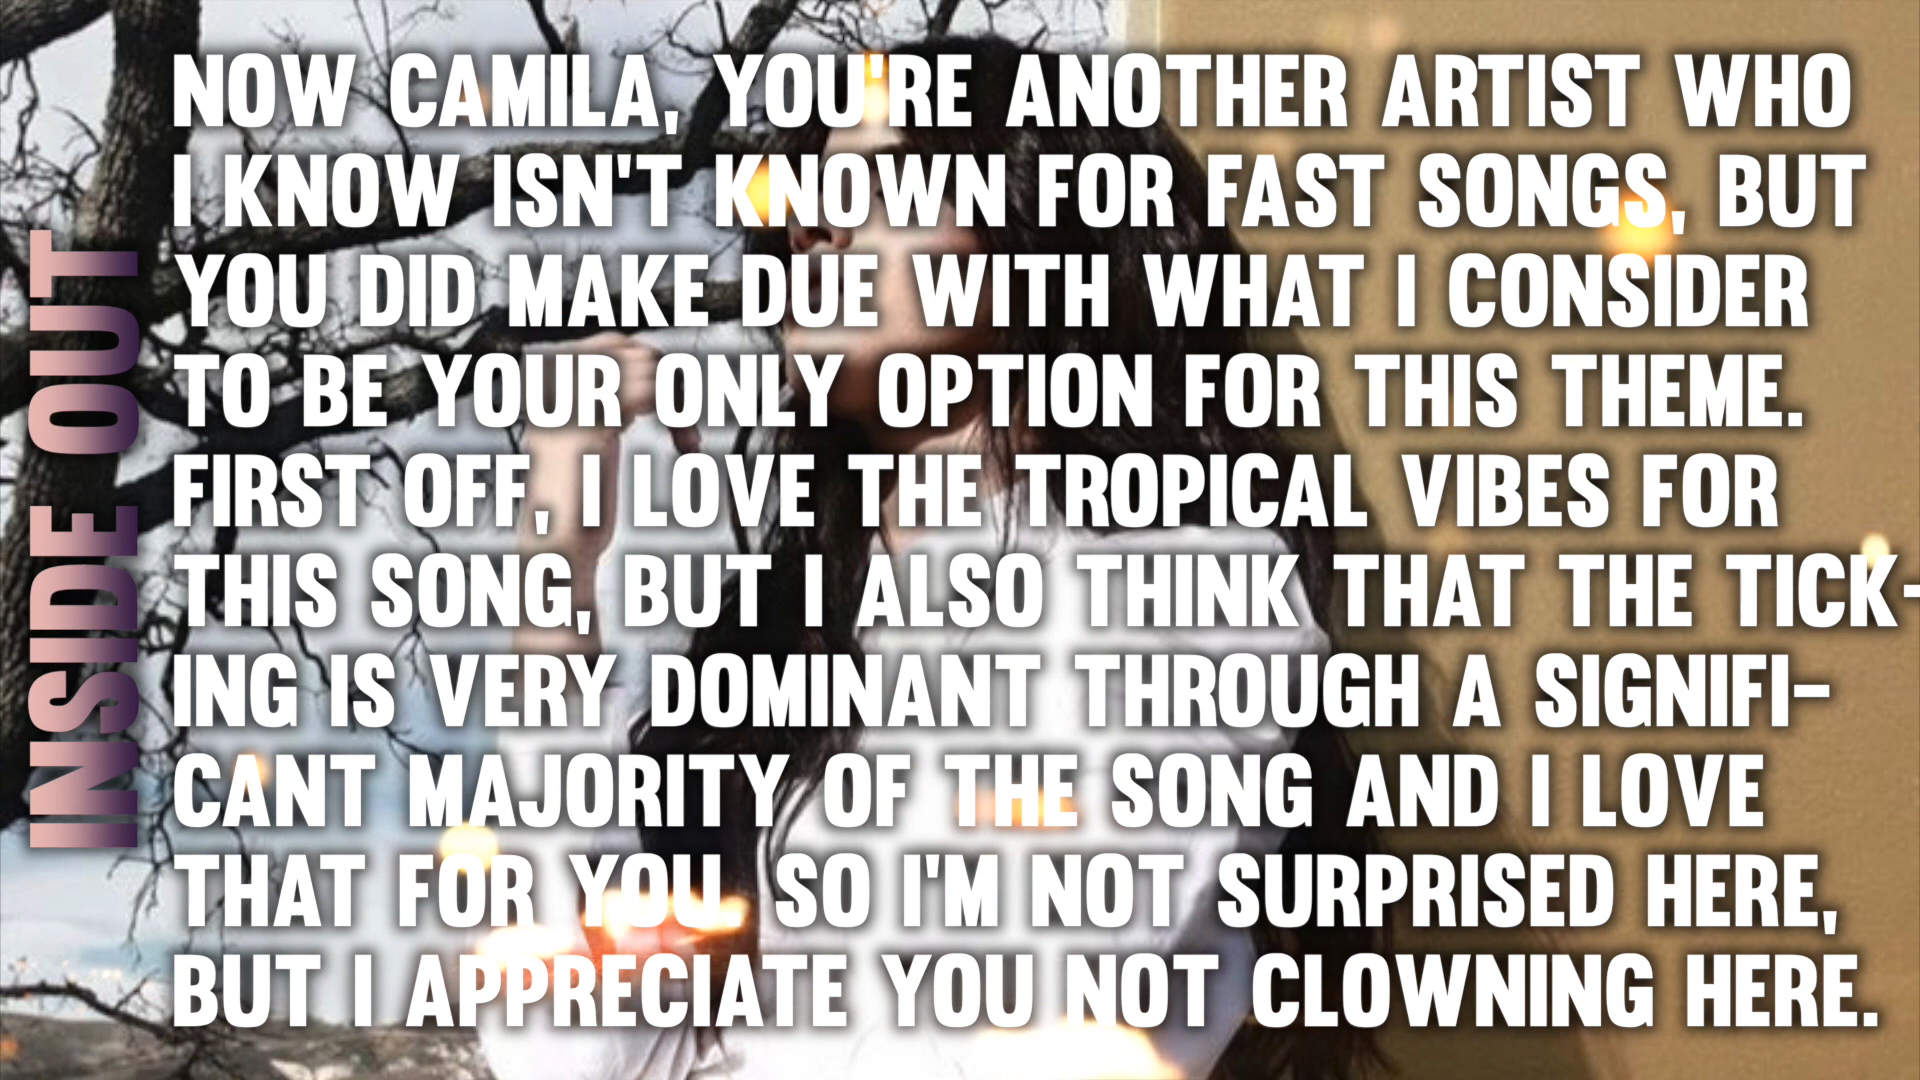 INSIDE OUT
NOW CAMILA, YOU'RE ANOTHER ARTIST WHO
I KNOW ISN'T KNOWN FOR FAST SONGS, BUT
YOU DID MAKE DUE WITH WHAT I CONSIDER
TO BE YOUR ONLY OPTION FOR THIS THEME.
FIRST OFF, I LOVE THE TROPICAL VIBES FOR
THIS SONG, BUT I ALSO THINK THAT THE TICK-
ING IS VERY DOMINANT THROUGH A SIGNIFI-
CANT MAJORITY OF THE SONG AND I LOVE
THAT FOR YOU. SO I'M NOT SURPRISED HERE,
BUT I APPRECIATE YOU NOT CLOWNING HERE.